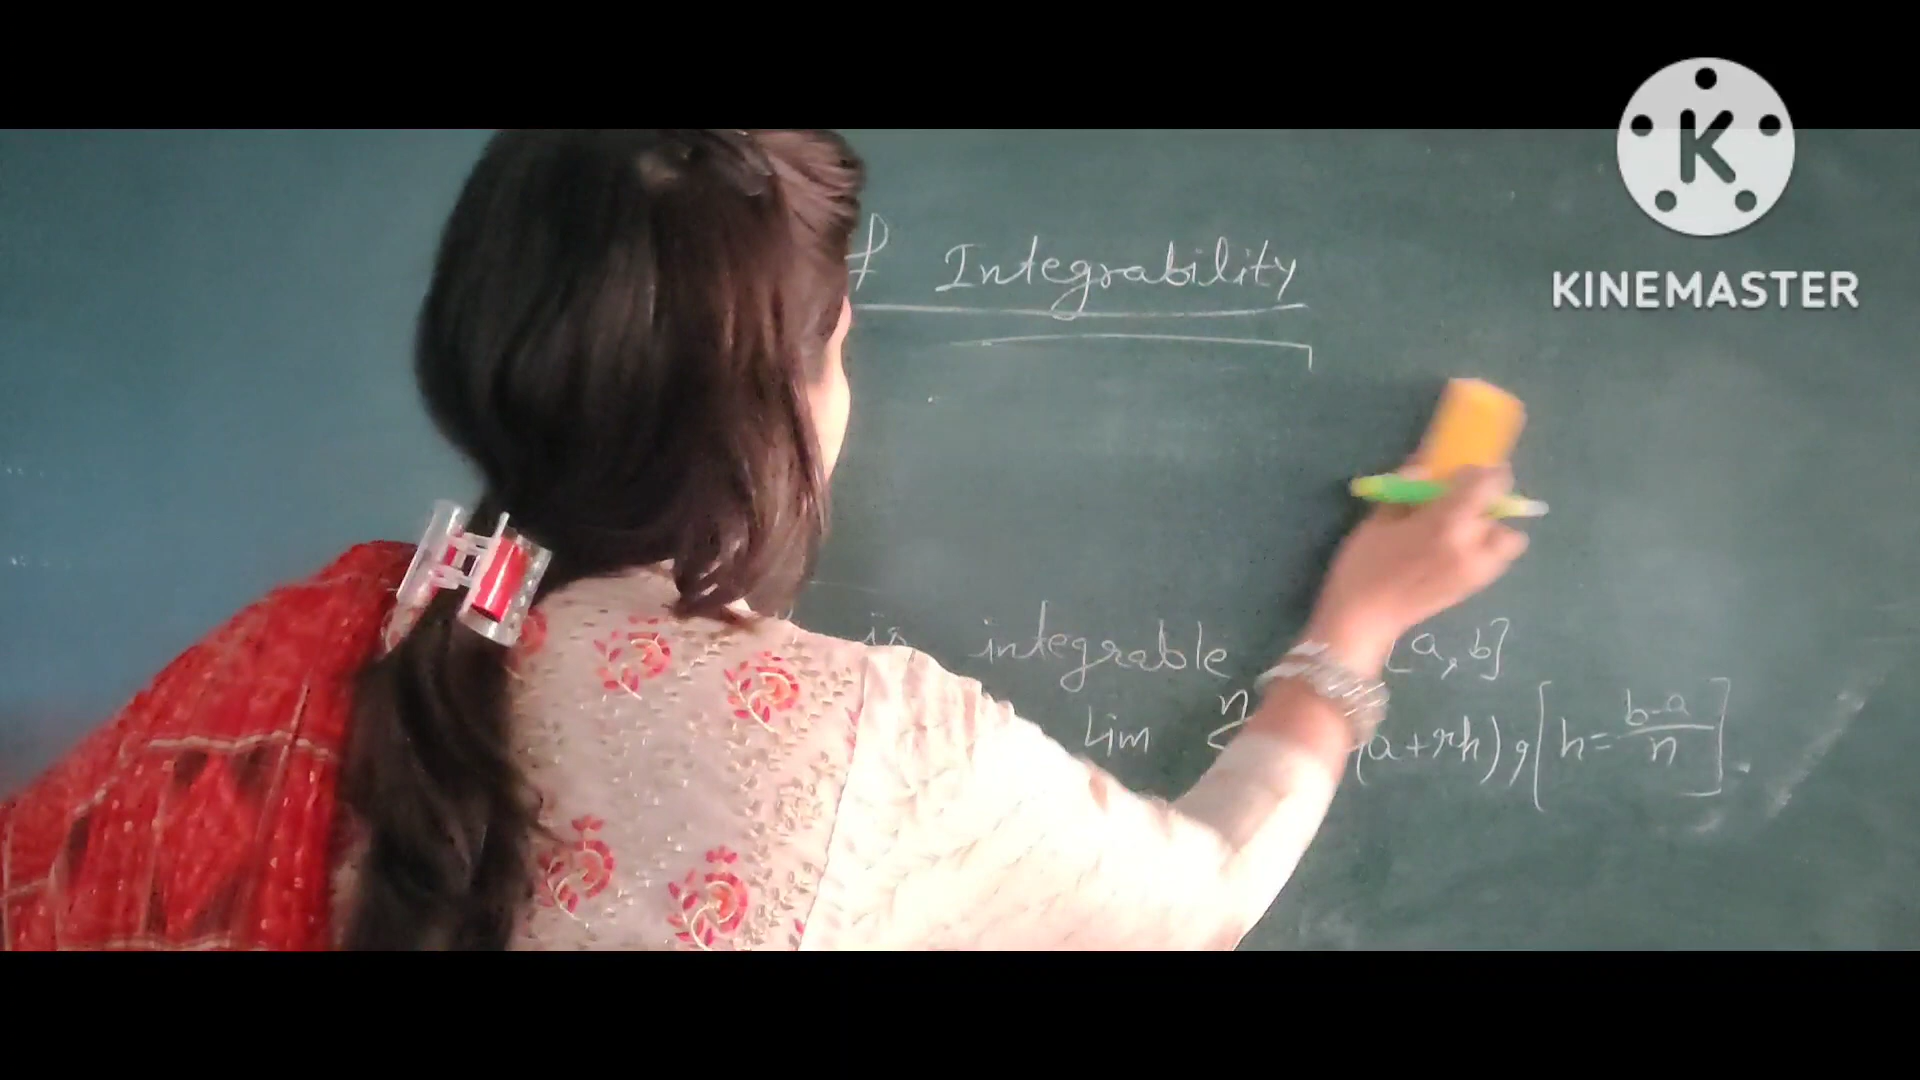 K
KINEMASTER
f Integrability
is integrable [a, b]
lim n (a+rh), [h = b-a/n].